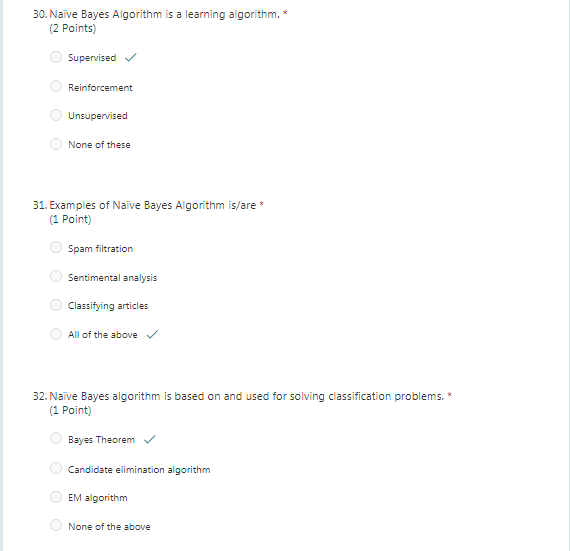 30. Naïve Bayes Algorithm is a learning algorithm. *
(2 Points)
Supervised
Reinforcement
Unsupervised
None of these
31. Examples of Naïve Bayes Algorithm is/are *
(1 Point)
Spam filtration
Sentimental analysis
Classifying articles
All of the above
32. Naïve Bayes algorithm is based on and used for solving classification problems. *
(1 Point)
Bayes Theorem
Candidate elimination algorithm
EM algorithm
None of the above